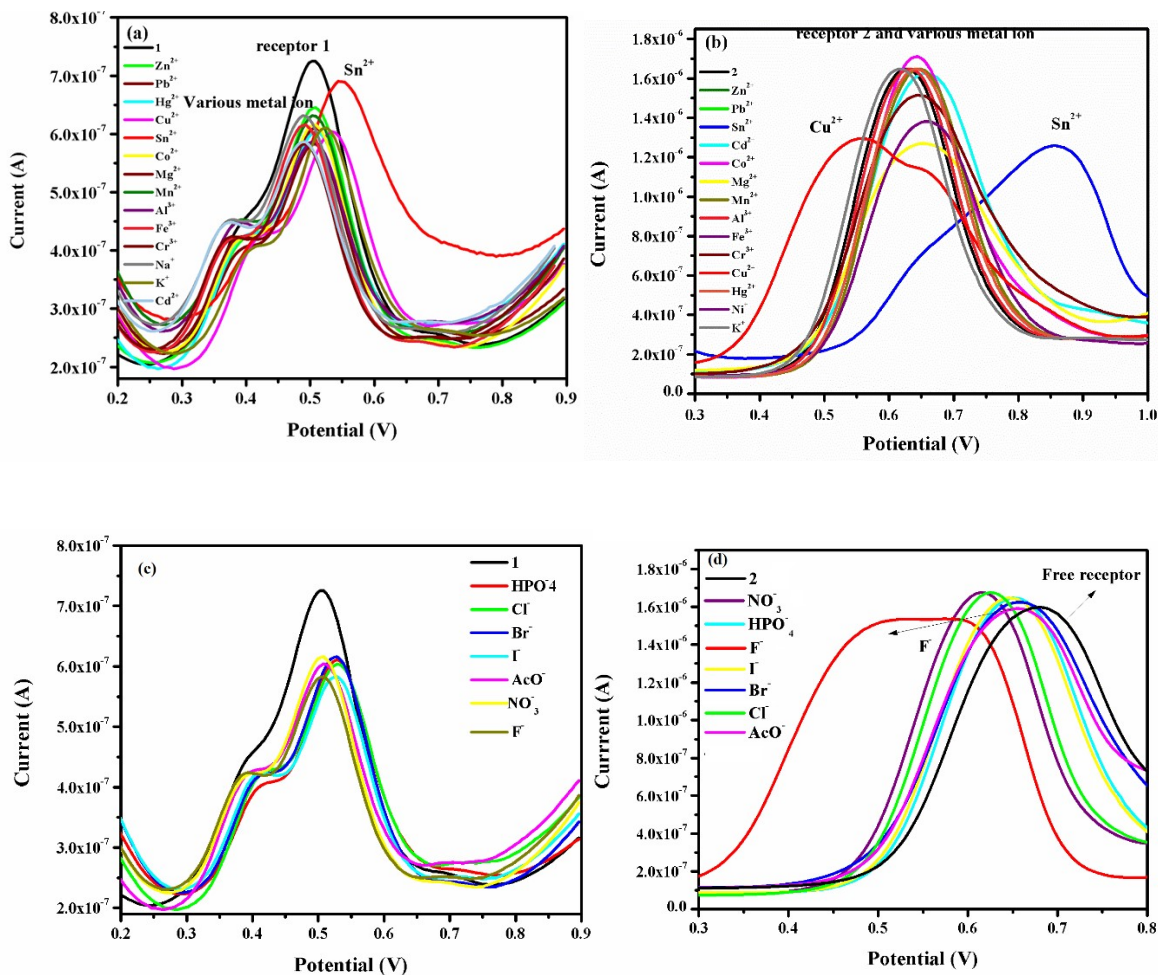 (a)
receptor 1
Sn²⁺
Various metal ion
1
Zn²⁺
Pb²⁺
Hg²⁺
Cu²⁺
Sn²⁺
Co²⁺
Mg²⁺
Mn²⁺
Al³⁺
Fe³⁺
Cr³⁺
Na⁺
K⁺
Cd²⁺
8.0x10⁻⁷
7.0x10⁻⁷
6.0x10⁻⁷
5.0x10⁻⁷
4.0x10⁻⁷
3.0x10⁻⁷
2.0x10⁻⁷
Current (A)
0.2 0.3 0.4 0.5 0.6 0.7 0.8 0.9
Potential (V)
(b)
receptor 2 and various metal ion
Cu²⁺
Sn²⁺
2
Zn²⁻
Pb²⁻
Sn²⁺
Cd²⁻
Co²⁺
Mg²⁺
Mn²⁺
Al³⁺
Fe³⁻
Cr³⁺
Cu²⁻
Hg²⁺
Ni⁻
K⁺
1.8x10⁻⁶
1.6x10⁻⁶
1.4x10⁻⁶
1.2x10⁻⁶
1.0x10⁻⁶
8.0x10⁻⁷
6.0x10⁻⁷
4.0x10⁻⁷
2.0x10⁻⁷
0.0
Current (A)
0.3 0.4 0.5 0.6 0.7 0.8 0.9 1.0
Potiential (V)
(c)
1
HPO⁻4
Cl⁻
Br⁻
I⁻
AcO⁻
NO⁻₃
F⁻
8.0x10⁻⁷
7.0x10⁻⁷
6.0x10⁻⁷
5.0x10⁻⁷
4.0x10⁻⁷
3.0x10⁻⁷
2.0x10⁻⁷
Current (A)
0.2 0.3 0.4 0.5 0.6 0.7 0.8 0.9
Potential (V)
(d)
Free receptor
F⁻
2
NO⁻₃
HPO⁻₄
F⁻
I⁻
Br⁻
Cl⁻
AcO⁻
1.8x10⁻⁶
1.6x10⁻⁶
1.4x10⁻⁶
1.2x10⁻⁶
1.0x10⁻⁶
8.0x10⁻⁷
6.0x10⁻⁷
4.0x10⁻⁷
2.0x10⁻⁷
0.0
Currrent (A)
0.3 0.4 0.5 0.6 0.7 0.8
Potential (V)